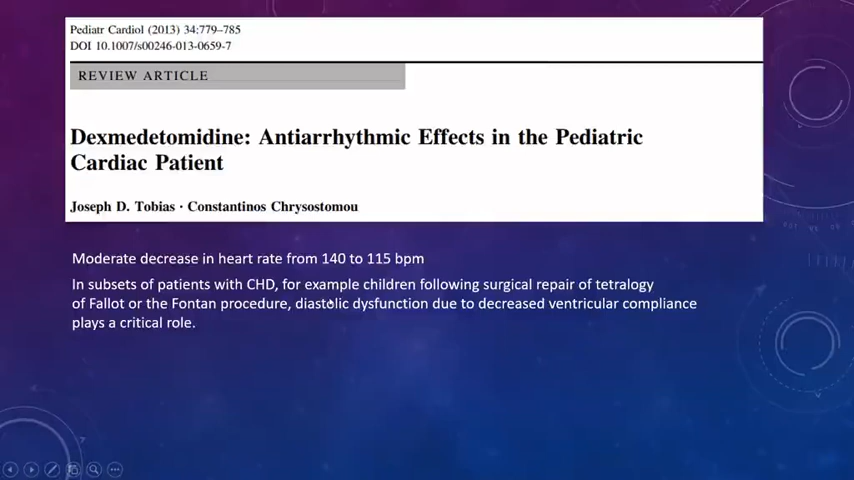 Pediatr Cardiol (2013) 34:779–785
DOI 10.1007/s00246-013-0659-7
REVIEW ARTICLE
Dexmedetomidine: Antiarrhythmic Effects in the Pediatric
Cardiac Patient
Joseph D. Tobias · Constantinos Chrysostomou
Moderate decrease in heart rate from 140 to 115 bpm
In subsets of patients with CHD, for example children following surgical repair of tetralogy
of Fallot or the Fontan procedure, diastolic dysfunction due to decreased ventricular compliance
plays a critical role.